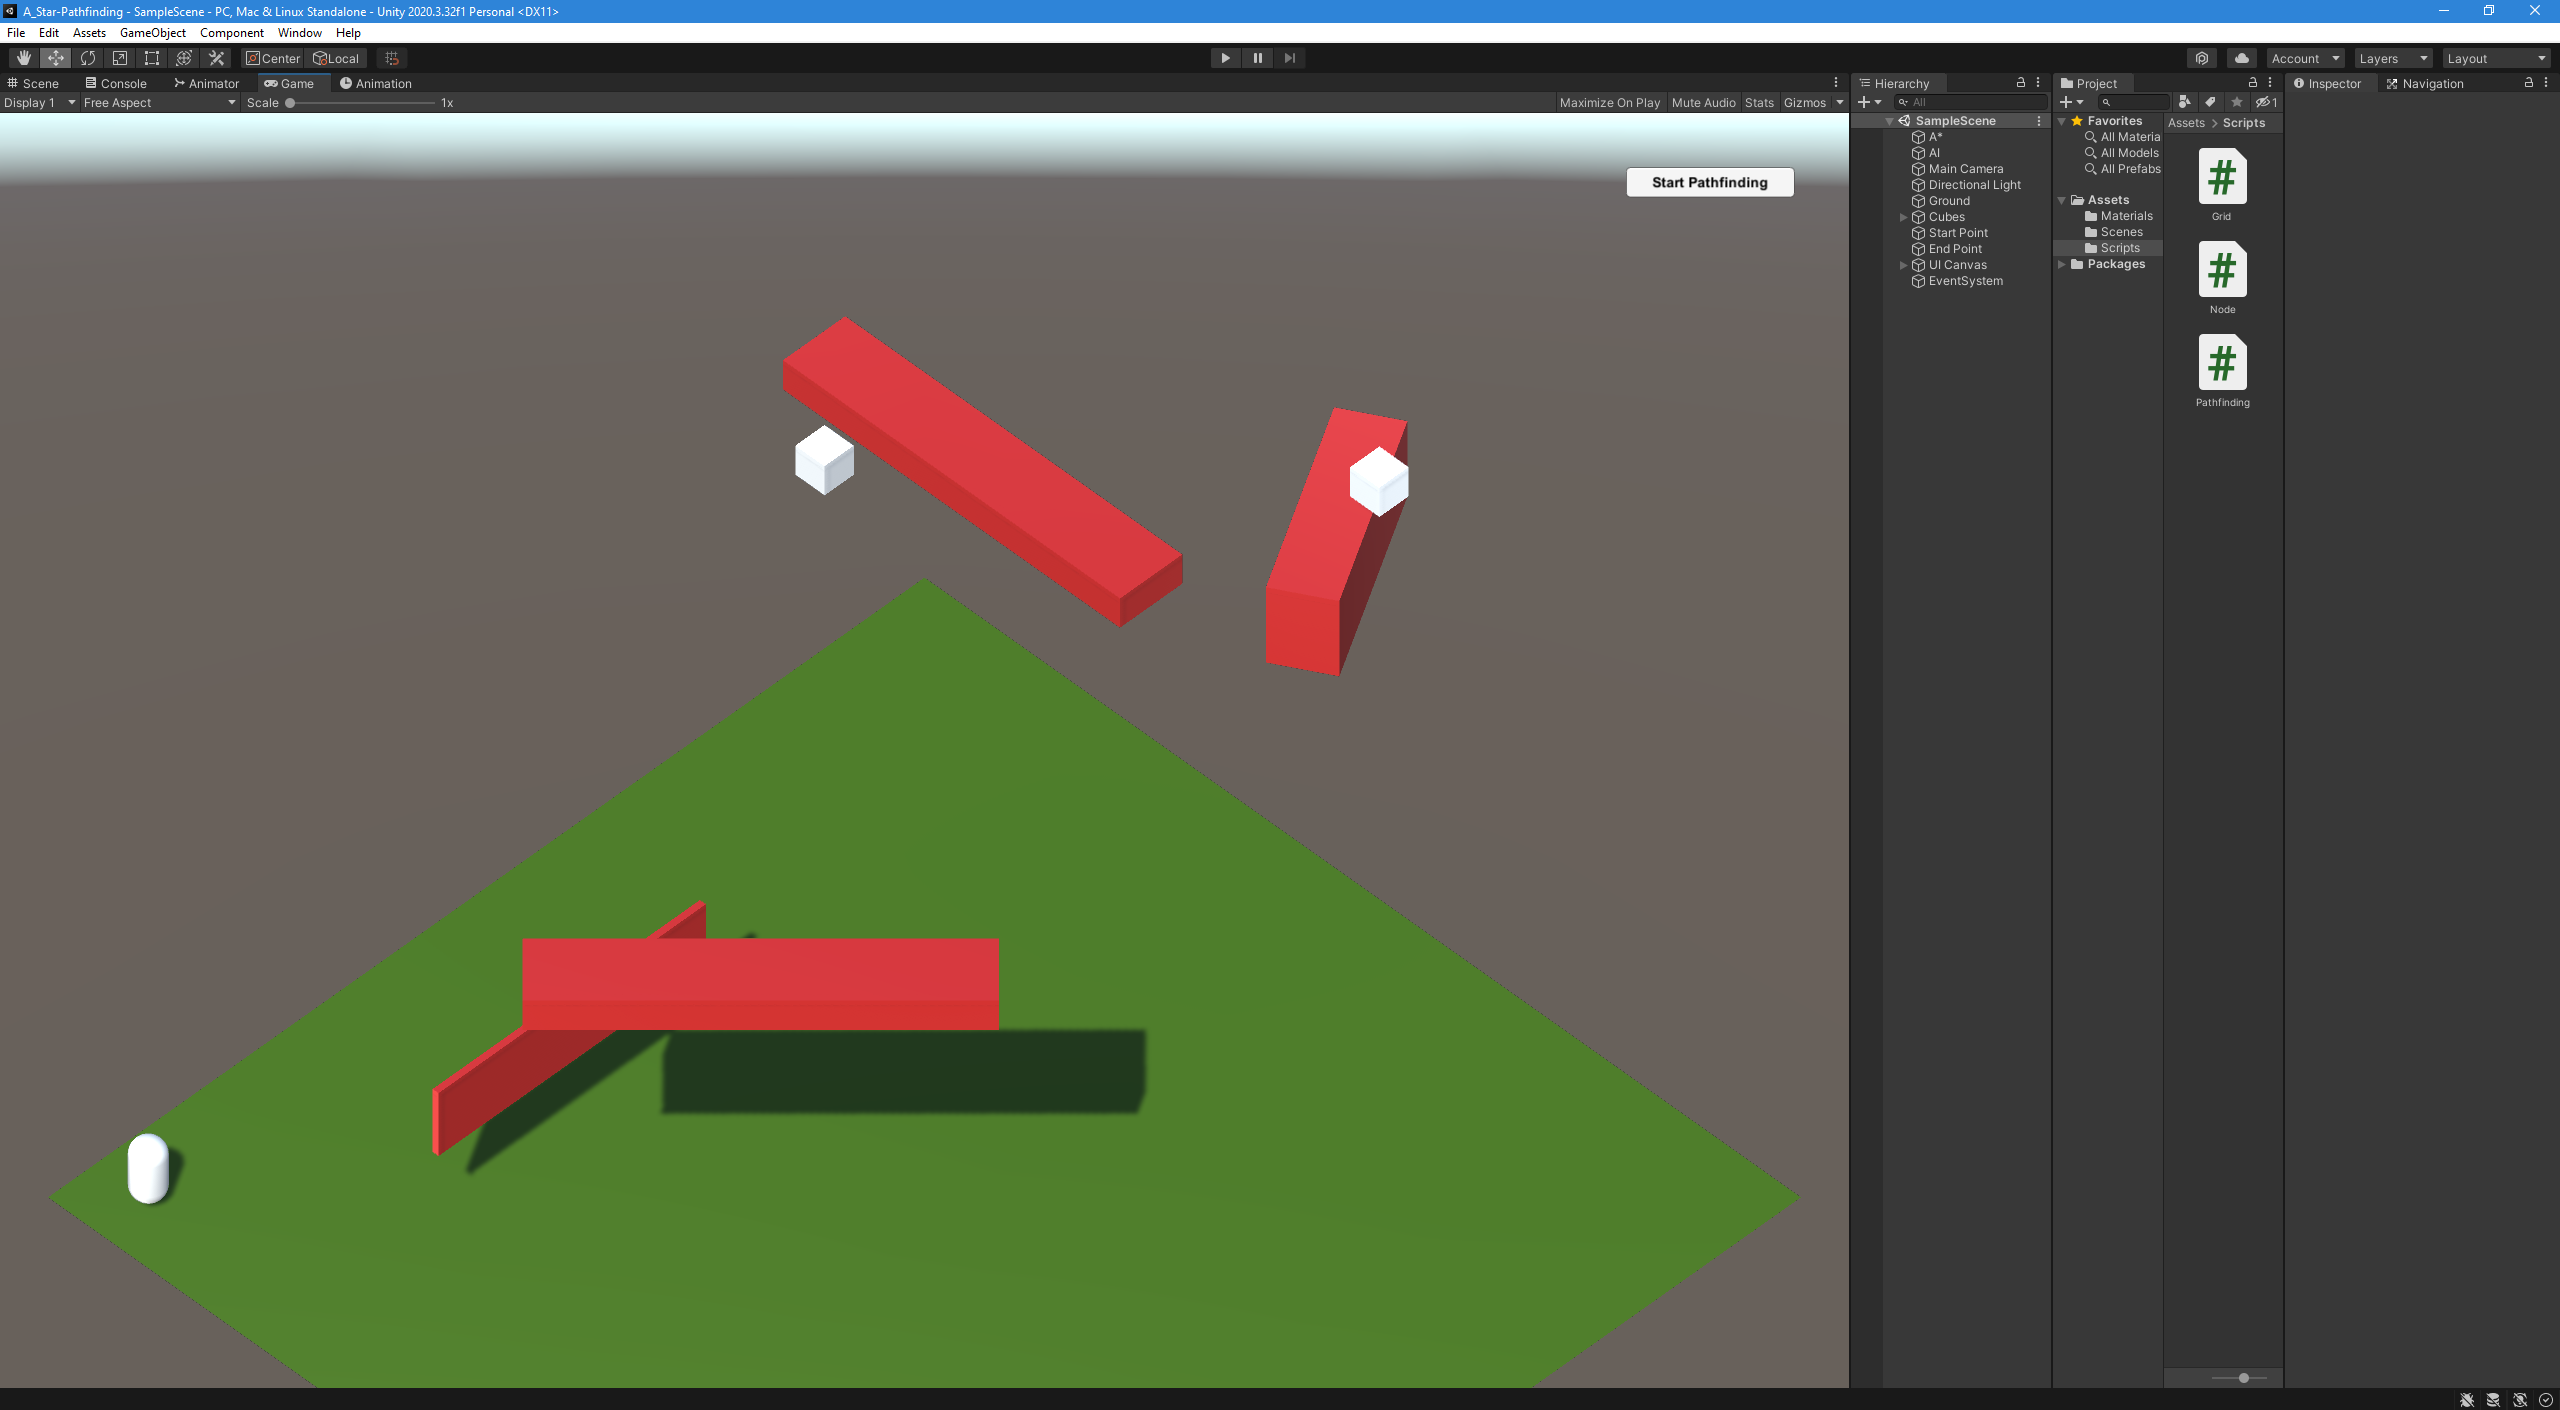 A_Star-Pathfinding - SampleScene - PC, Mac & Linux Standalone - Unity 2020.3.32f1 Personal <DX11>
File Edit Assets GameObject Component Window Help
Center Local Account Layers Layout
Scene Console Animator Game Animation
Display 1 Free Aspect Scale 1x Maximize On Play Mute Audio Stats Gizmos
Start Pathfinding
Hierarchy
All
SampleScene
A*
AI
Main Camera
Directional Light
Ground
Cubes
Start Point
End Point
UI Canvas
EventSystem
Project
1
Favorites
All Materia
All Models
All Prefabs
Assets
Materials
Scenes
Scripts
Packages
Assets > Scripts
#
Grid
#
Node
#
Pathfinding
Inspector Navigation